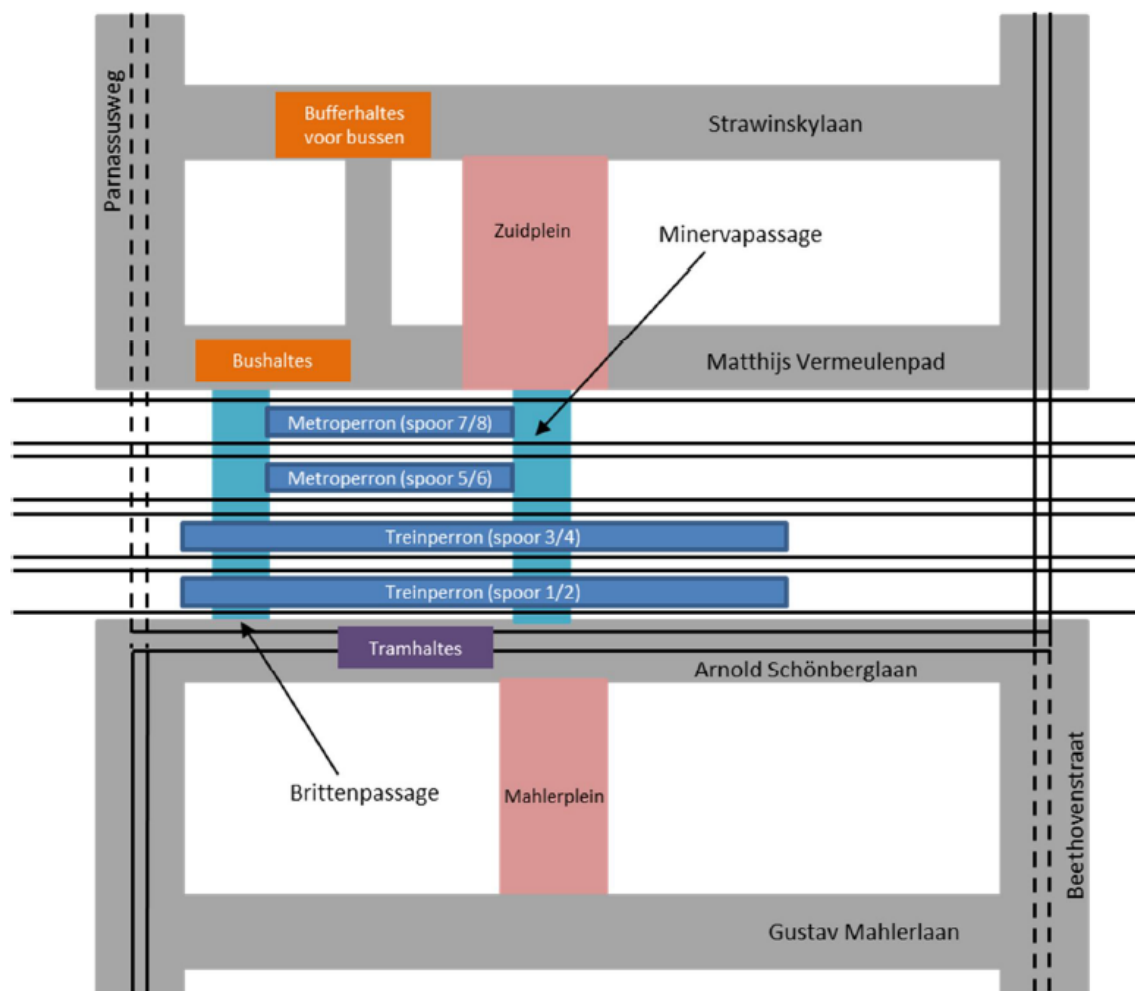 Parnassusweg
Bufferhaltes
voor bussen
Strawinskylaan
Zuidplein
Minervapassage
Bushaltes
Matthijs Vermeulenpad
Metroperron (spoor 7/8)
Metroperron (spoor 5/6)
Treinperron (spoor 3/4)
Treinperron (spoor 1/2)
Tramhaltes
Arnold Schönberglaan
Brittenpassage
Mahlerplein
Beethovenstraat
Gustav Mahlerlaan